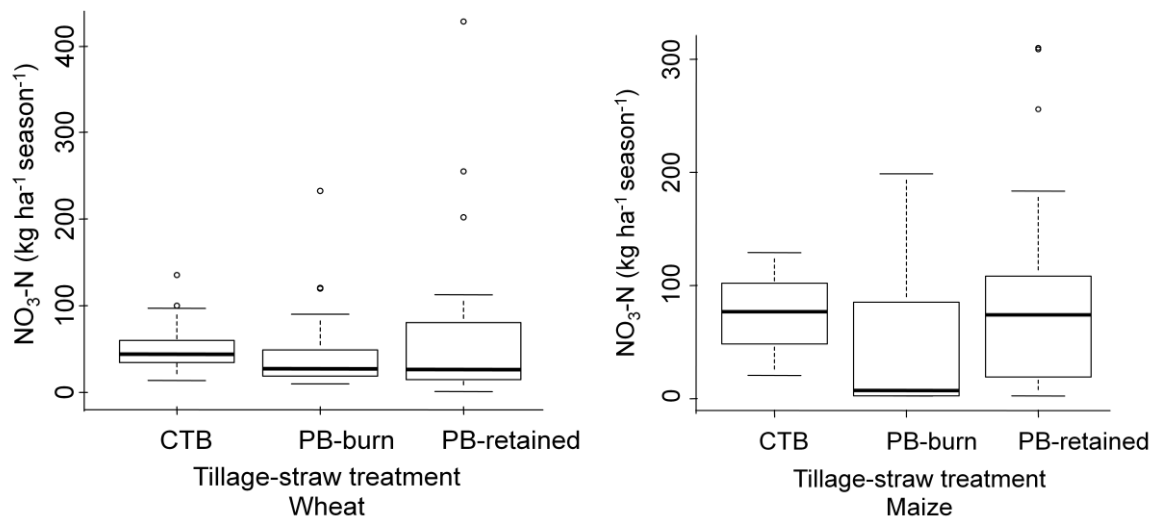 NO₃-N (kg ha⁻¹ season⁻¹)
400
300
200
100
0
CTB PB-burn PB-retained
Tillage-straw treatment
Wheat
NO₃-N (kg ha⁻¹ season⁻¹)
300
200
100
0
CTB PB-burn PB-retained
Tillage-straw treatment
Maize